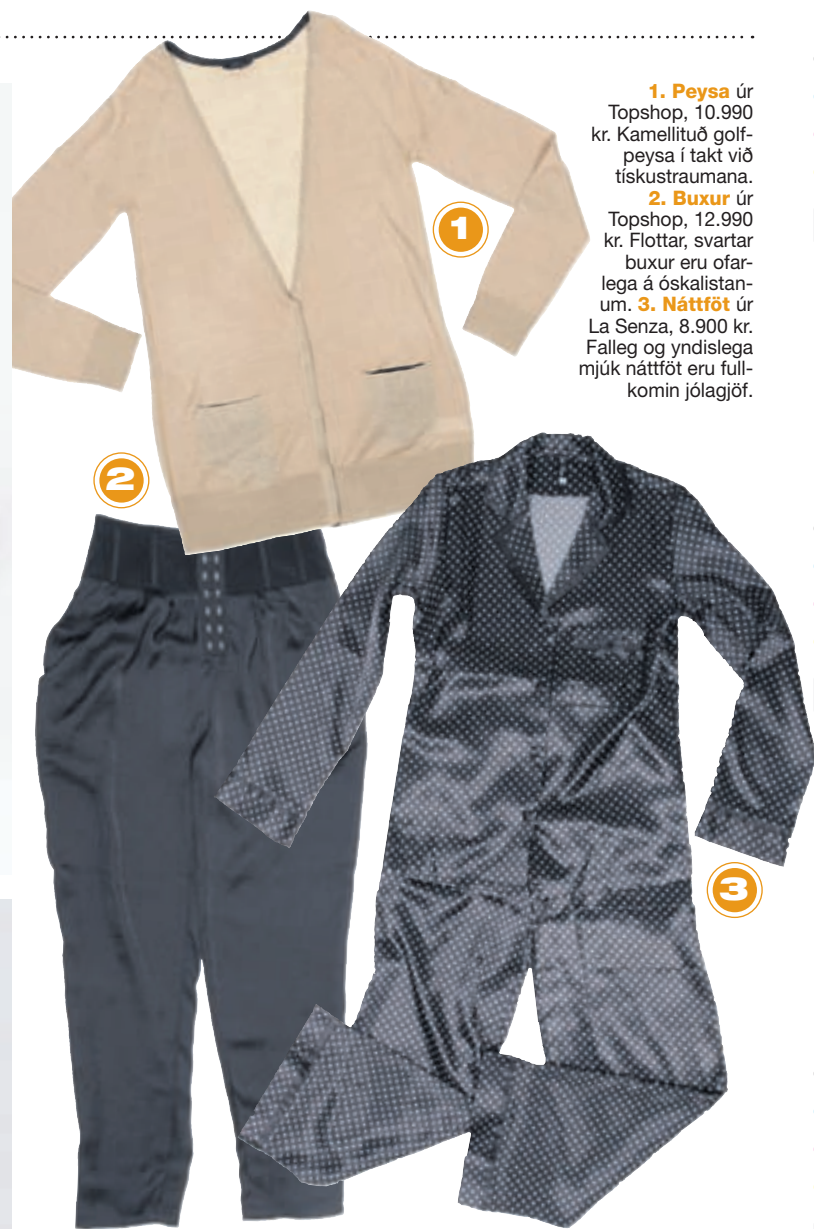 1. Peysa úr
Topshop, 10.990
kr. Kamellituð golf-
peysa í takt við
tískustraumana.
2. Buxur úr
Topshop, 12.990
kr. Flottar, svartar
buxur eru ofar-
lega á óskalistan-
um. 3. Náttföt úr
La Senza, 8.900 kr.
Falleg og yndislega
mjúk náttföt eru full-
komin jólagjöf.
1
2
3